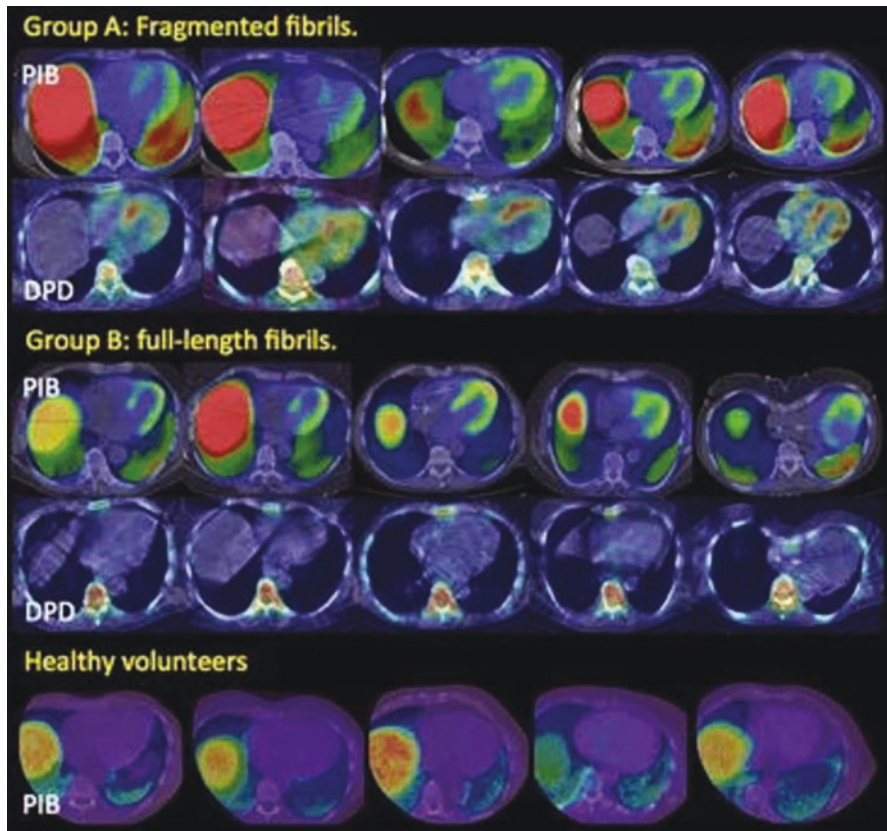 Group A: Fragmented fibrils.
PIB
DPD
Group B: full-length fibrils.
PIB
DPD
Healthy volunteers
PIB